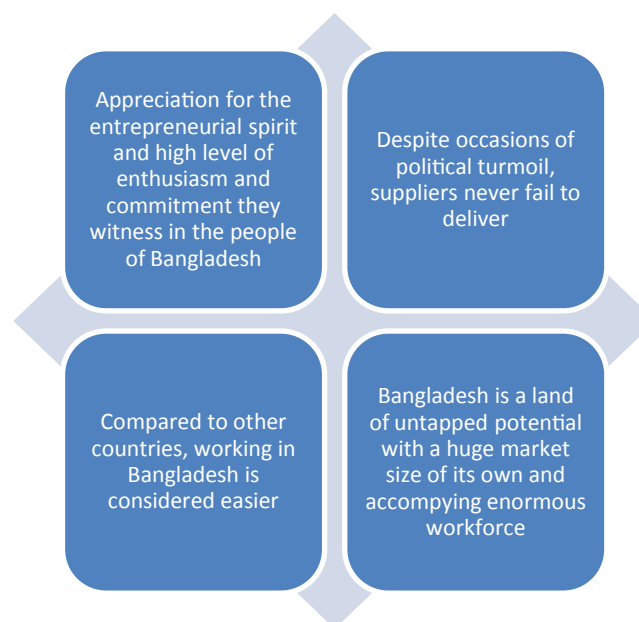 Appreciation for the
entrepreneurial spirit
and high level of
enthusiasm and
commitment they
witness in the people
of Bangladesh
Despite occasions of
political turmoil,
suppliers never fail to
deliver
Compared to other
countries, working in
Bangladesh is
considered easier
Bangladesh is a land
of untapped potential
with a huge market
size of its own and
accompying enormous
workforce